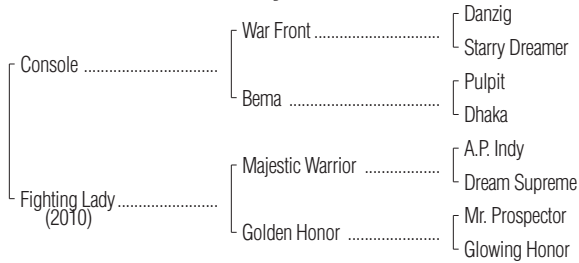 Danzig
War Front ..............................
Starry Dreamer
Console ................................
Pulpit
Bema ....................................
Dhaka
A.P. Indy
Majestic Warrior ..................
Dream Supreme
Fighting Lady ........................
(2010)
Mr. Prospector
Golden Honor ......................
Glowing Honor